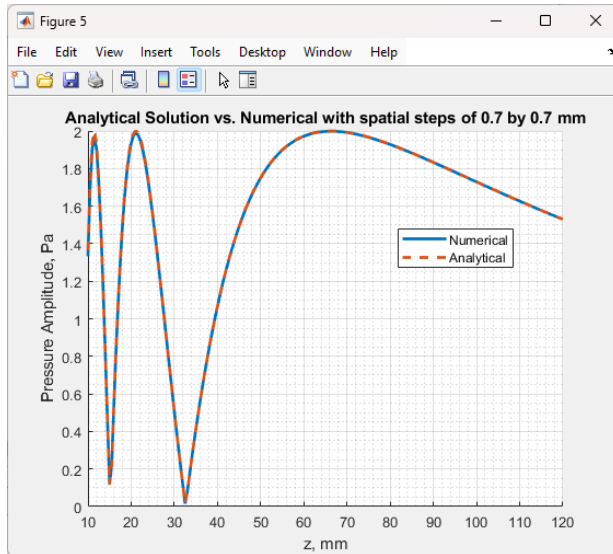 Figure 5
File Edit View Insert Tools Desktop Window Help
Analytical Solution vs. Numerical with spatial steps of 0.7 by 0.7 mm
2
1.8
1.6
1.4
1.2
1
0.8
0.6
0.4
0.2
0
Pressure Amplitude, Pa
Numerical
Analytical
10 20 30 40 50 60 70 80 90 100 110 120
z, mm